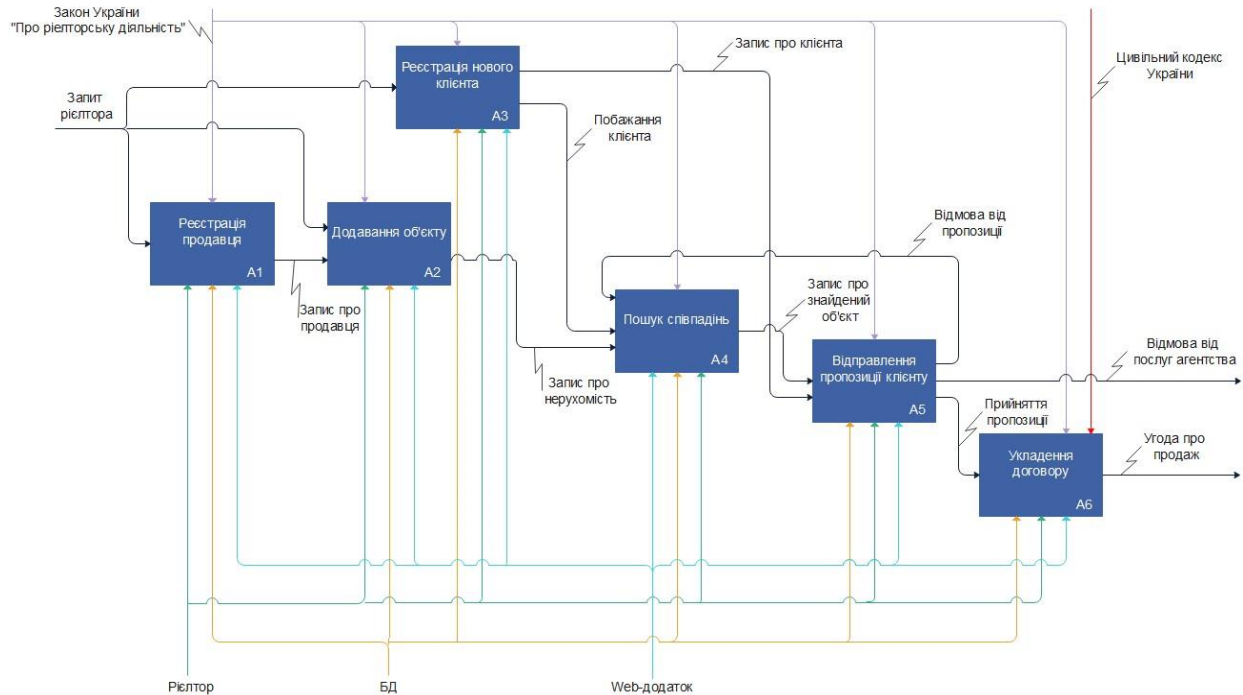 Закон України
"Про ріелторську діяльність"
Запис про клієнта
Цивільний кодекс
України
Реєстрація нового
клієнта
A3
Запит
рієлтора
Побажання
клієнта
Реєстрація
продавця
A1
Додавання об'єкту
A2
Відмова від
пропозиції
Запис про
продавця
Запис про
знайдений
об'єкт
Пошук співпадінь
A4
Запис про
нерухомість
Відправлення
пропозиції клієнту
A5
Відмова від
послуг агентства
Прийняття
пропозиції
Укладення
договору
A6
Угода про
продаж
Рієлтор
БД
Web-додаток